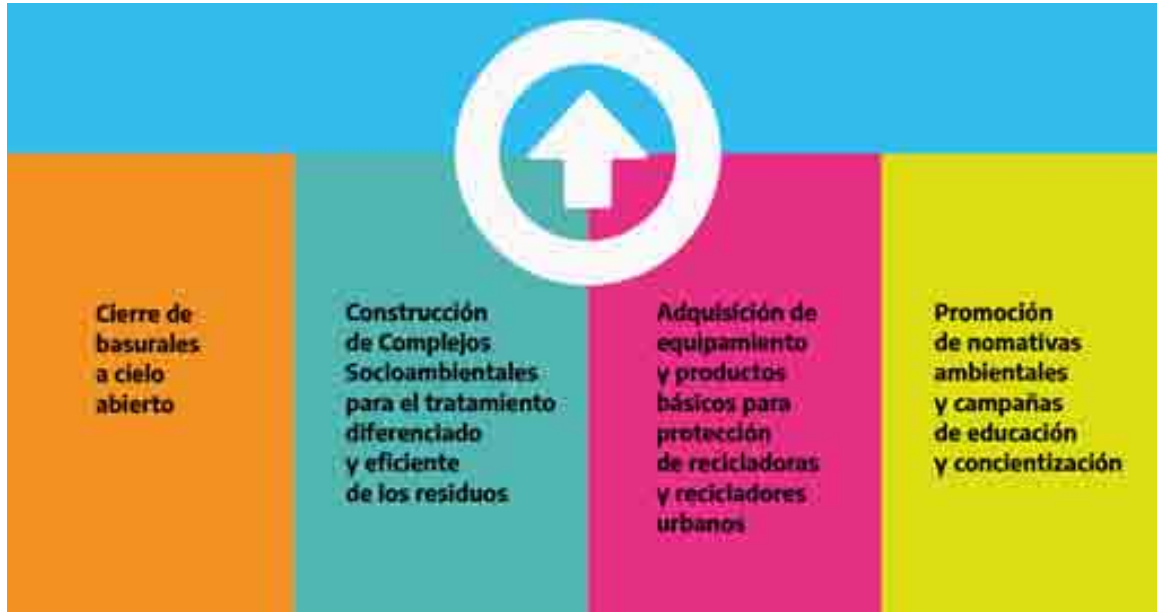 Cierre de
basurales
a cielo
abierto
Construcción
de Complejos
Socioambientales
para el tratamiento
diferenciado
y eficiente
de los residuos
Adquisición de
equipamiento
y productos
básicos para
protección
de recicladoras
y recicladores
urbanos
Promoción
de nomativas
ambientales
y campañas
de educación
y concientización